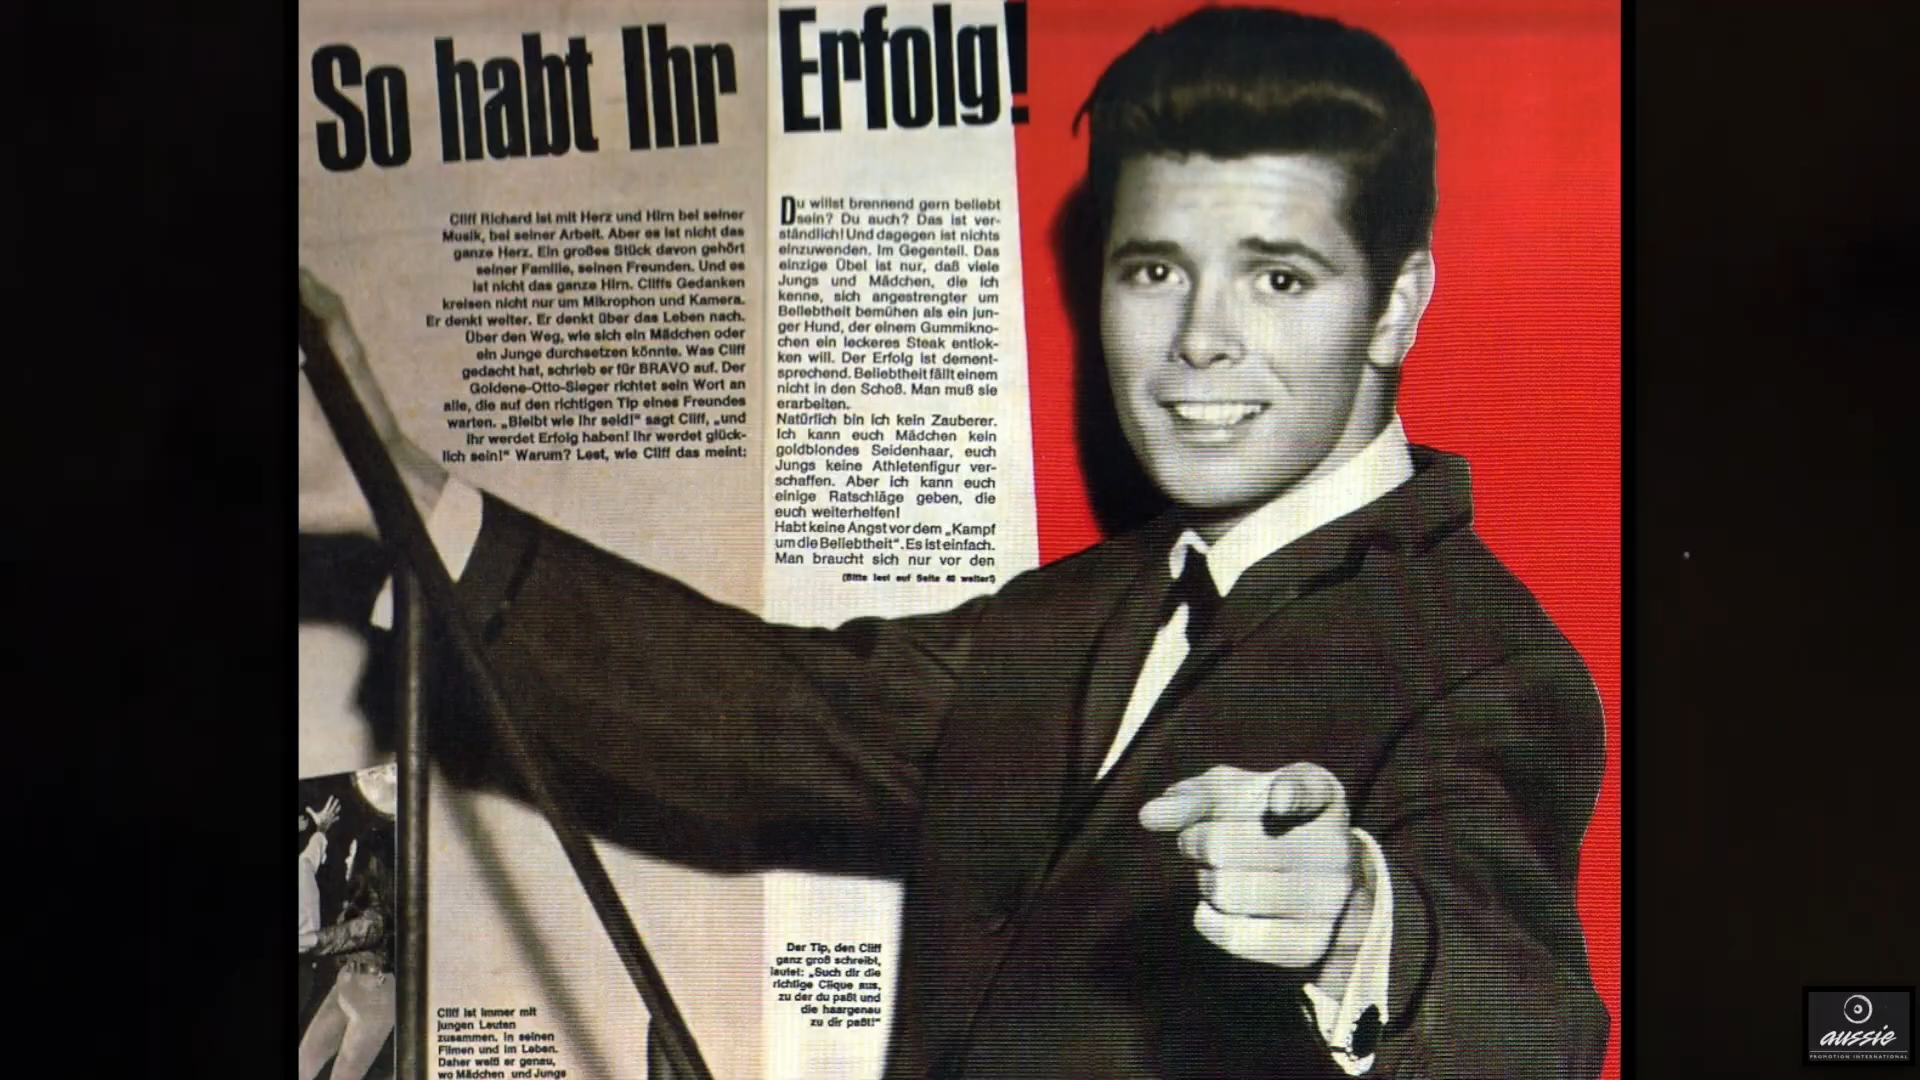 So habt Ihr Erfolg!
Cliff Richard ist mit Herz und Hirn bei seiner
Musik, bei seiner Arbeit. Aber es ist nicht das
ganze Herz. Ein großes Stück davon gehört
seiner Familie, seinen Freunden. Und es
ist nicht das ganze Hirn. Cliffs Gedanken
kreisen nicht nur um Mikrophon und Kamera.
Er denkt weiter. Er denkt über das Leben nach.
Über den Weg, wie sich ein Mädchen oder
ein Junge durchsetzen könnte. Was Cliff
gedacht hat, schrieb er für BRAVO auf. Der
Goldene-Otto-Sieger richtet sein Wort an
alle, die auf den richtigen Tip eines Freundes
warten. „Bleibt wie Ihr seid!“ sagt Cliff, „und
Ihr werdet Erfolg haben! Ihr werdet glück-
lich sein!“ Warum? Lest, wie Cliff das meint:
Du willst brennend gern beliebt
sein? Du auch? Das ist ver-
ständlich! Und dagegen ist nichts
einzuwenden. Im Gegenteil. Das
einzige Übel ist nur, daß viele
Jungs und Mädchen, die ich
kenne, sich angestrengter um
Beliebtheit bemühen als ein jun-
ger Hund, der einem Gummikno-
chen ein leckeres Steak entlok-
ken will. Der Erfolg ist dement-
sprechend. Beliebtheit fällt einem
nicht in den Schoß. Man muß sie
erarbeiten.
Natürlich bin ich kein Zauberer.
Ich kann euch Mädchen kein
goldblondes Seidenhaar, euch
Jungs keine Athletenfigur ver-
schaffen. Aber ich kann euch
einige Ratschläge geben, die
euch weiterhelfen!
Habt keine Angst vor dem „Kampf
um die Beliebtheit“. Es ist einfach.
Man braucht sich nur vor den
(Bitte lest auf Seite 40 weiter!)
Der Tip, den Cliff
ganz groß schreibt,
lautet: „Such dir die
richtige Clique aus,
zu der du paßt und
die haargenau
zu dir paßt!“
Cliff ist immer mit
jungen Leuten
zusammen. In seinen
Filmen und im Leben.
Daher weiß er genau,
wo Mädchen und Jungs
aussie
PROMOTION INTERNATIONAL